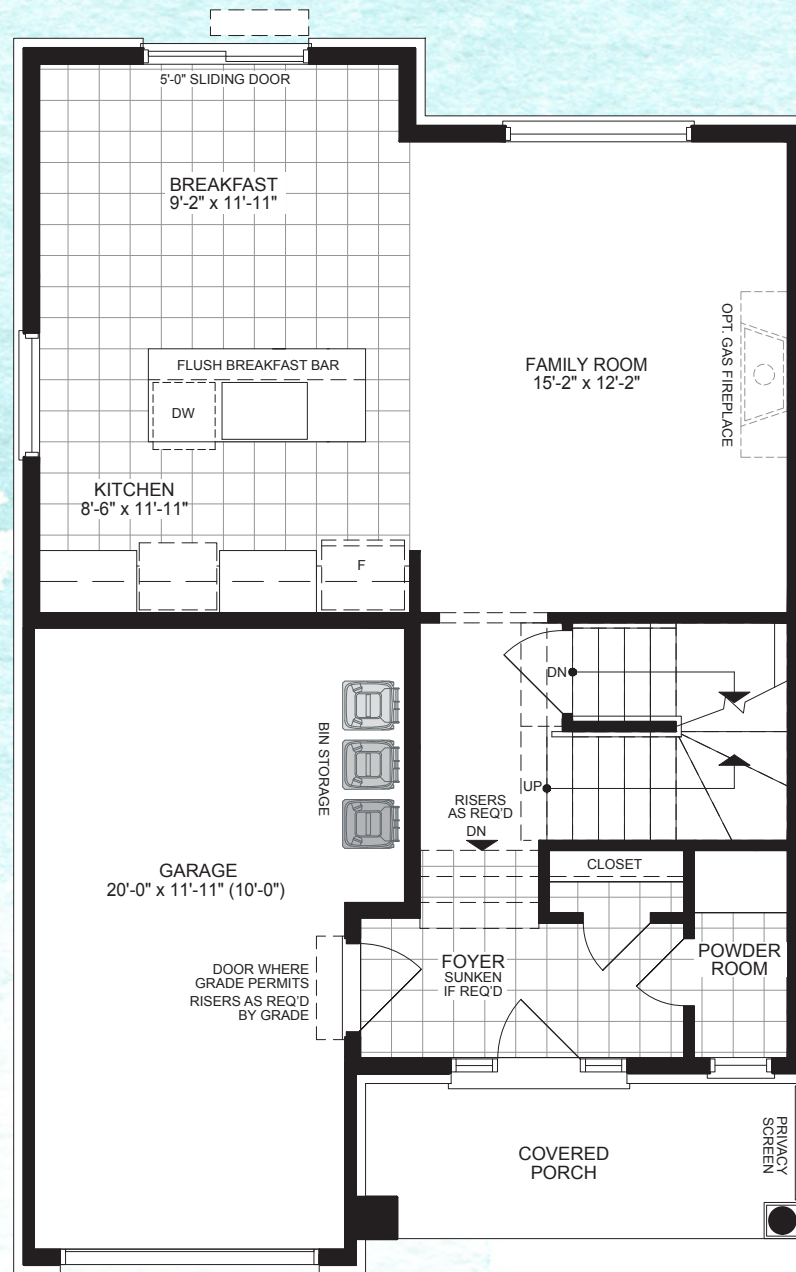 5'-0" SLIDING DOOR
BREAKFAST
9'-2" x 11'-11"
FLUSH BREAKFAST BAR
DW
FAMILY ROOM
15'-2" x 12'-2"
OPT. GAS FIREPLACE
KITCHEN
8'-6" x 11'-11"
F
DN
UP
BIN STORAGE
RISERS
AS REQ'D
DN
GARAGE
20'-0" x 11'-11" (10'-0")
CLOSET
DOOR WHERE
GRADE PERMITS
RISERS AS REQ'D
BY GRADE
FOYER
SUNKEN
IF REQ'D
POWDER
ROOM
COVERED
PORCH
PRIVACY
SCREEN